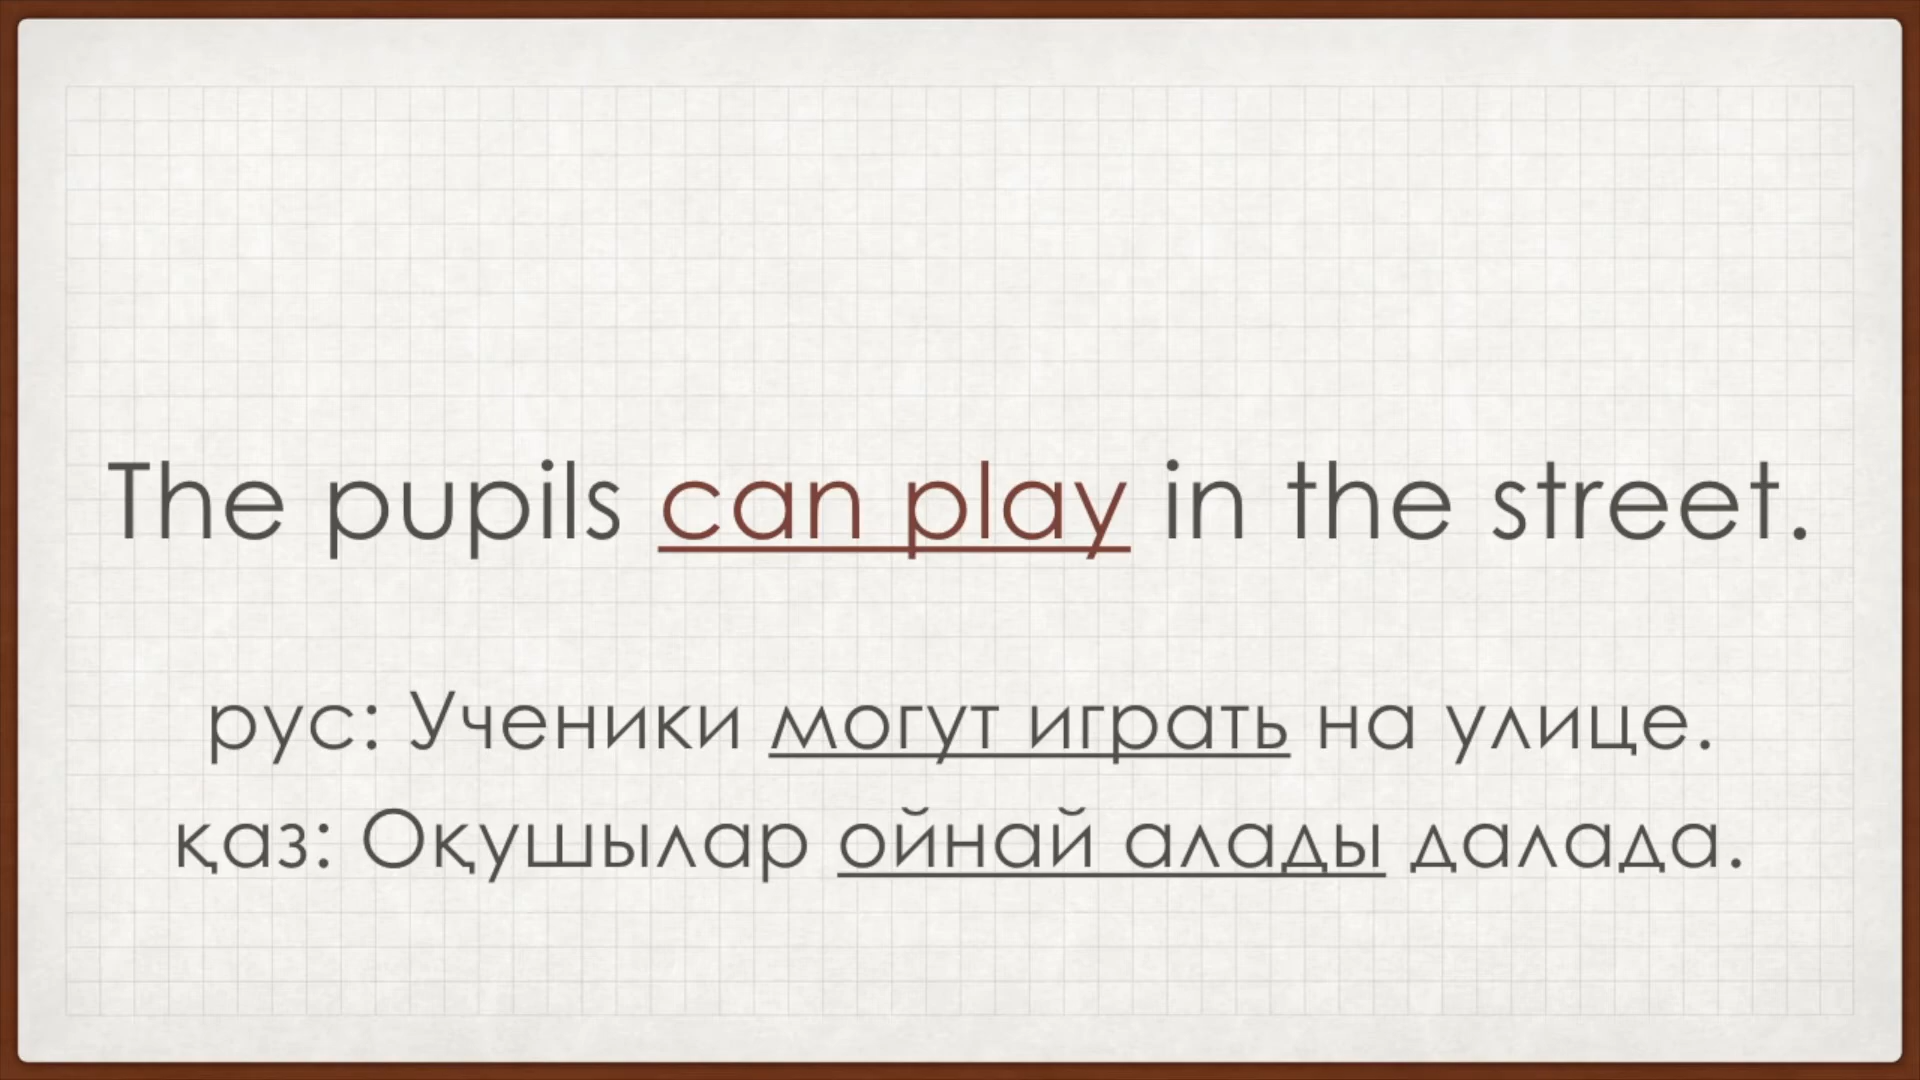 The pupils can play in the street.
рус: Ученики могут играть на улице.
қаз: Оқушылар ойнай алады далада.